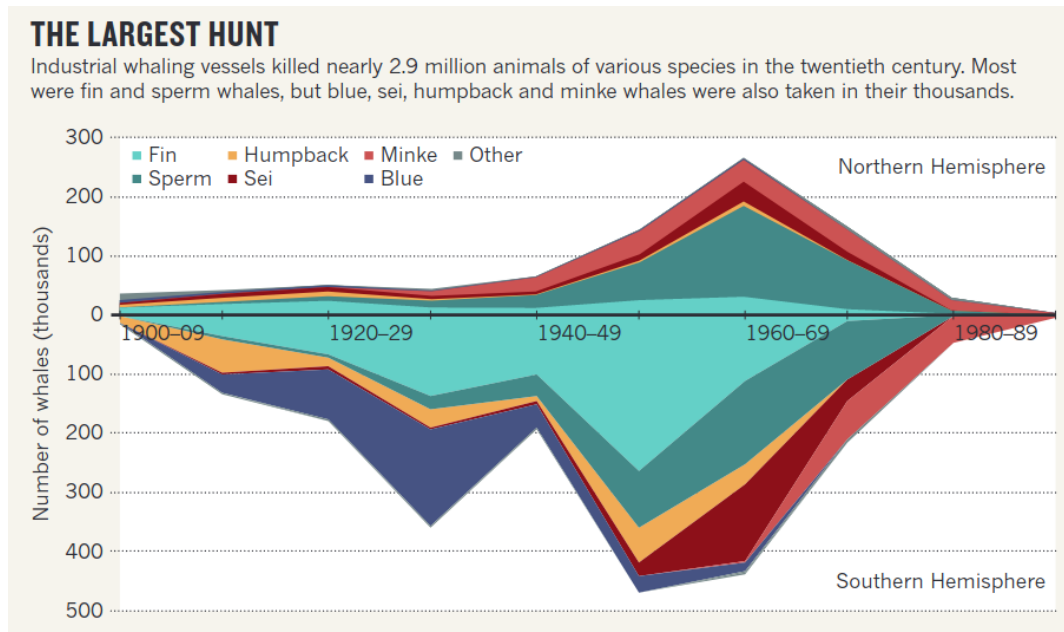 THE LARGEST HUNT
Industrial whaling vessels killed nearly 2.9 million animals of various species in the twentieth century. Most
were fin and sperm whales, but blue, sei, humpback and minke whales were also taken in their thousands.
300
Fin Humpback Minke Other
Northern Hemisphere
Sperm Sei Blue
200
100
0
1900–09 1920–29 1940–49 1960–69 1980–89
100
200
300
400
Southern Hemisphere
500
Number of whales (thousands)